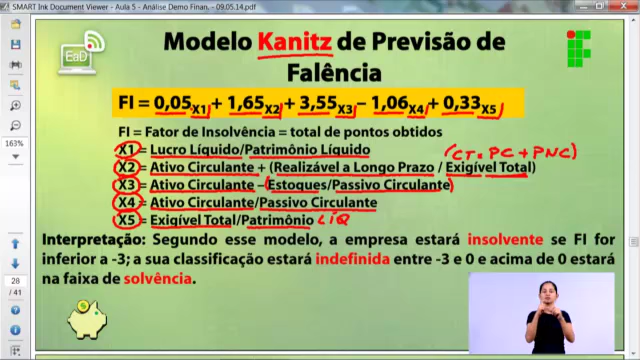 SMART Ink Document Viewer - Aula 5 - Análise Demo Finan. - 09.05.14.pdf
EaD
Modelo Kanitz de Previsão de
Falência
FI = 0,05X1 + 1,65X2 + 3,55X3 – 1,06X4 + 0,33X5
FI = Fator de Insolvência = total de pontos obtidos
X1 = Lucro Líquido/Patrimônio Líquido
(CT = PC + PNC)
X2 = Ativo Circulante + (Realizável a Longo Prazo / Exigível Total)
X3 = Ativo Circulante – (Estoques/Passivo Circulante)
X4 = Ativo Circulante/Passivo Circulante
X5 = Exigível Total/Patrimônio LÍQ
Interpretação: Segundo esse modelo, a empresa estará insolvente se FI for
inferior a -3; a sua classificação estará indefinida entre -3 e 0 e acima de 0 estará
na faixa de solvência.
163%
28
/ 41